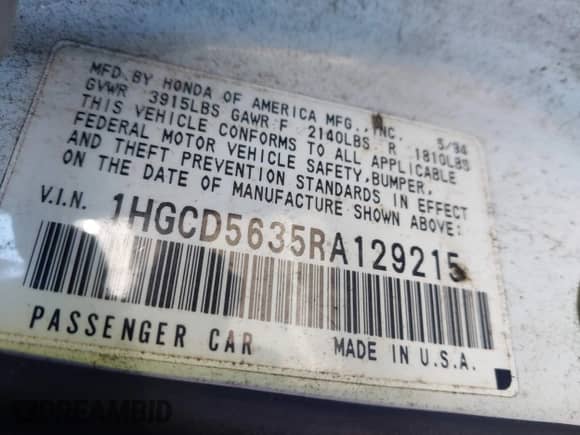 MFD BY HONDA OF AMERICA MFG., INC. 5/94
GVWR 3915LBS GAWR F 2140LBS R 1810LBS
THIS VEHICLE CONFORMS TO ALL APPLICABLE
FEDERAL MOTOR VEHICLE SAFETY,BUMPER,
AND THEFT PREVENTION STANDARDS IN EFFECT
ON THE DATE OF MANUFACTURE SHOWN ABOVE:
V.I.N. 1HGCD5635RA129215
PASSENGER CAR MADE IN U.S.A.
DREAMBID